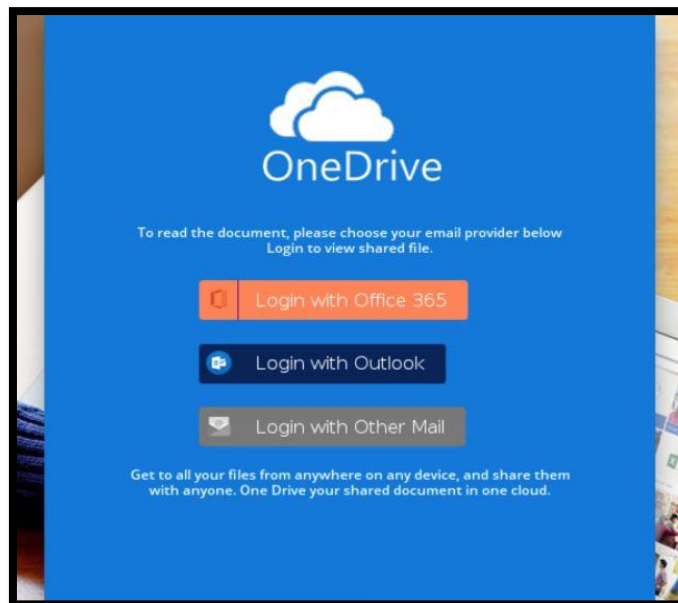 OneDrive
To read the document, please choose your email provider below
Login to view shared file.
Login with Office 365
Login with Outlook
Login with Other Mail
Get to all your files from anywhere on any device, and share them
with anyone. One Drive your shared document in one cloud.